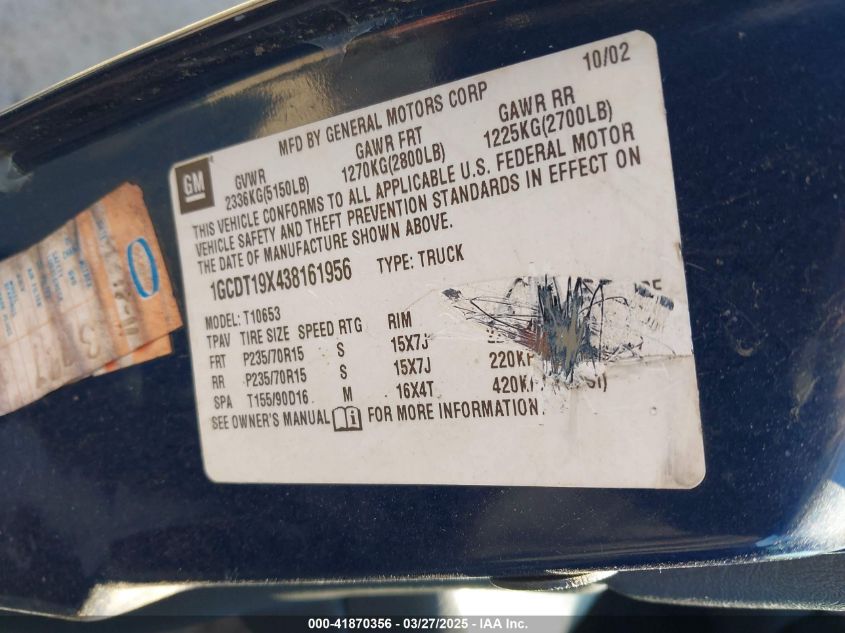 10/02
MFD BY GENERAL MOTORS CORP
GM
GVWR GAWR FRT GAWR RR
2336KG(5150LB) 1270KG(2800LB) 1225KG(2700LB)
THIS VEHICLE CONFORMS TO ALL APPLICABLE U.S. FEDERAL MOTOR
VEHICLE SAFETY AND THEFT PREVENTION STANDARDS IN EFFECT ON
THE DATE OF MANUFACTURE SHOWN ABOVE.
1GCDT19X438161956 TYPE: TRUCK
MODEL: T10653
TPAV TIRE SIZE SPEED RTG RIM
FRT P235/70R15 S 15X7J
RR P235/70R15 S 15X7J 220KP
SPA T155/90D16 M 16X4T 420K
SEE OWNER'S MANUAL FOR MORE INFORMATION.
000-41870356 | 03/27/2025 | IAA Inc.